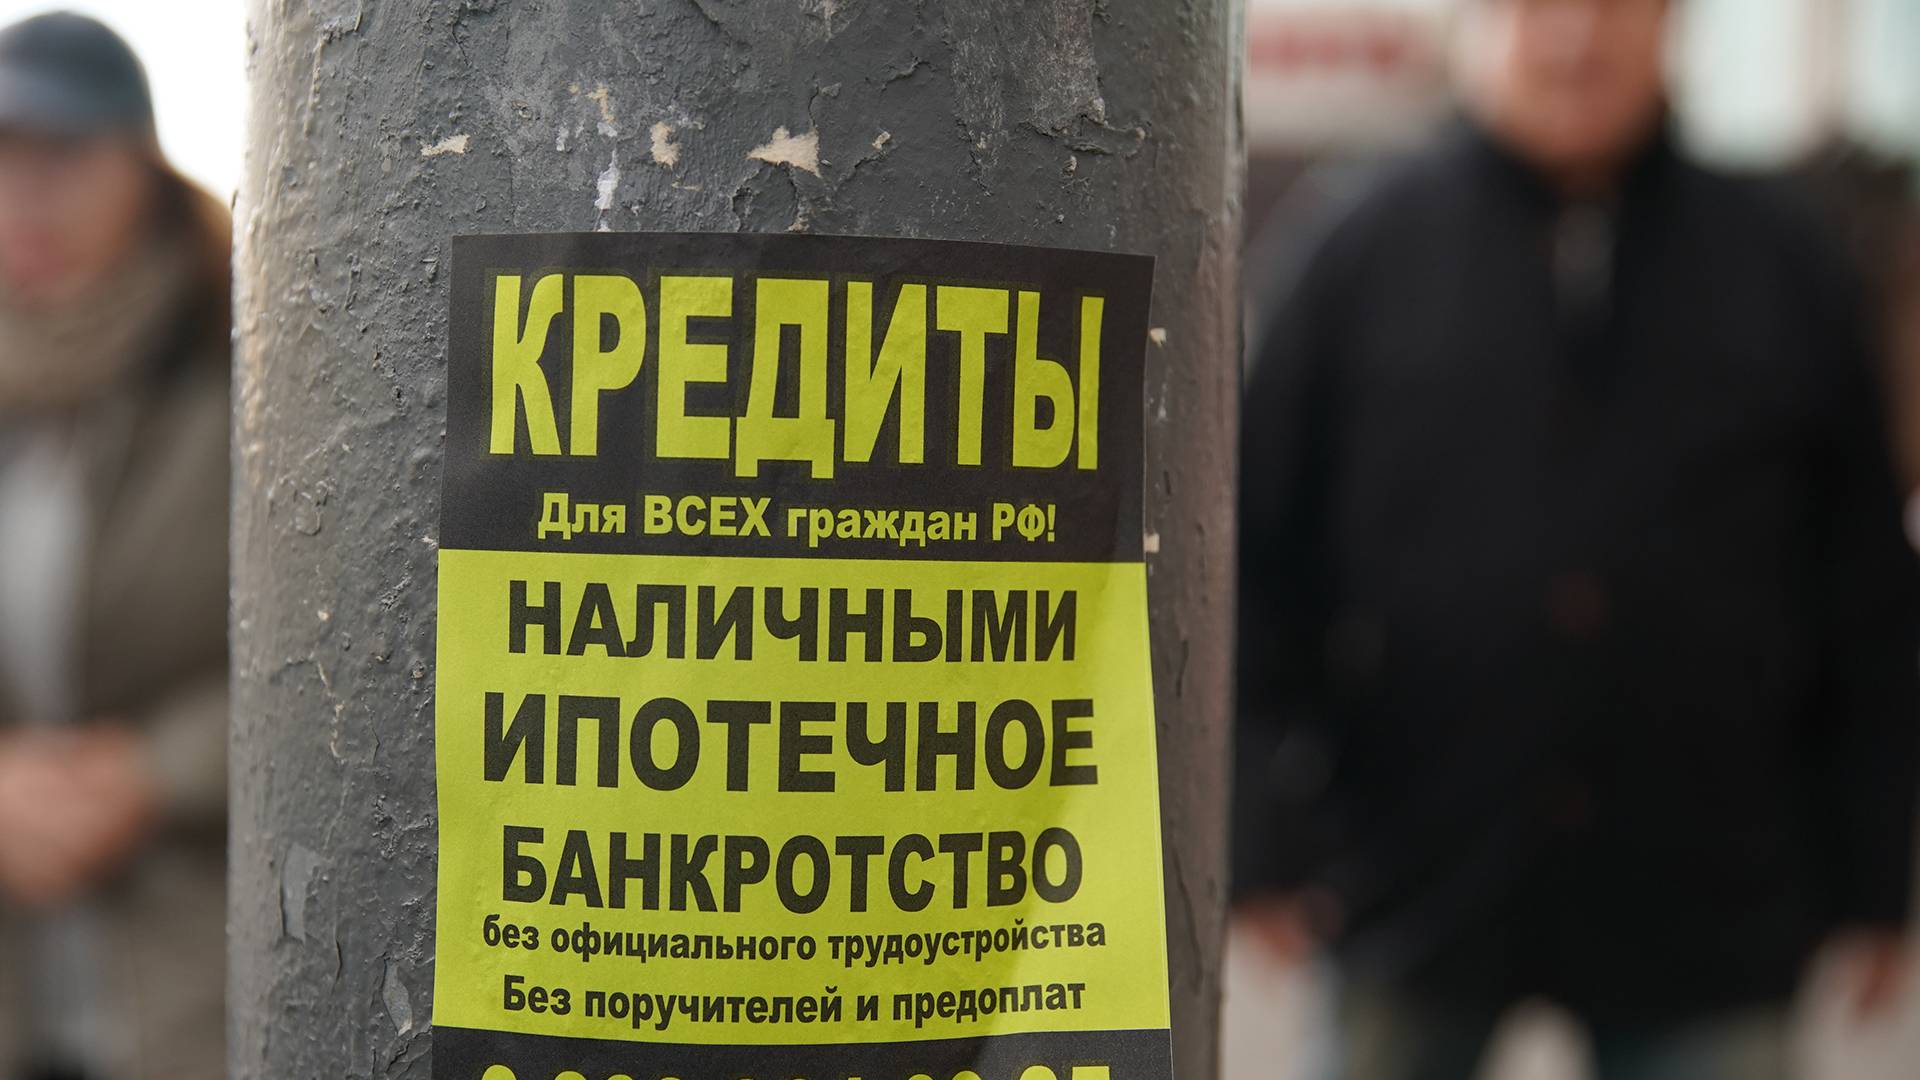 КРЕДИТЫ
Для ВСЕХ граждан РФ!
НАЛИЧНЫМИ
ИПОТЕЧНОЕ
БАНКРОТСТВО
без официального трудоустройства
Без поручителей и предоплат